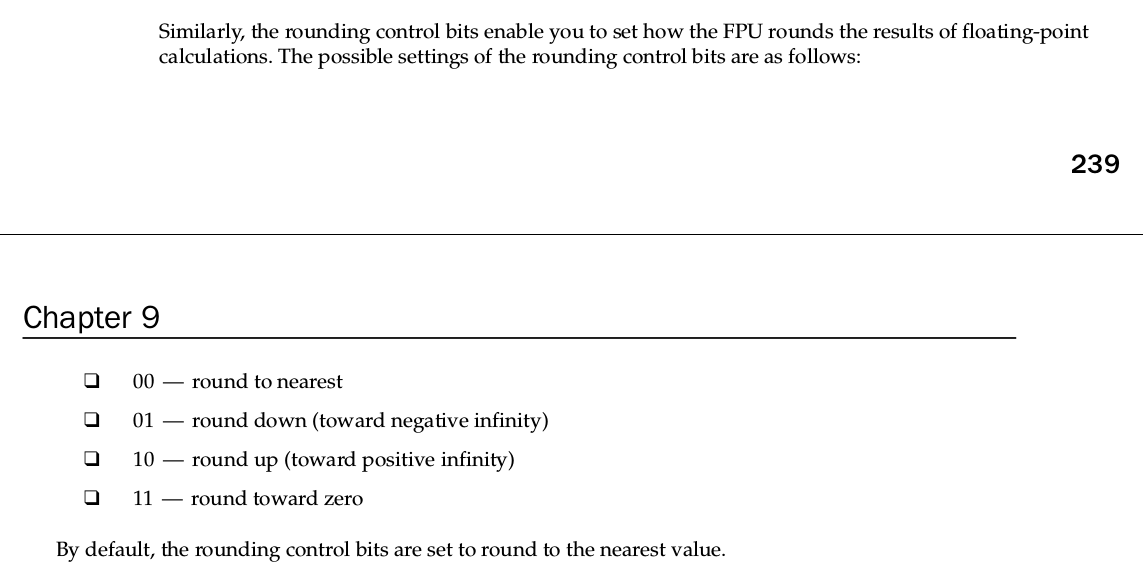 Similarly, the rounding control bits enable you to set how the FPU rounds the results of floating-point
calculations. The possible settings of the rounding control bits are as follows:
239
Chapter 9
❑ 00 — round to nearest
❑ 01 — round down (toward negative infinity)
❑ 10 — round up (toward positive infinity)
❑ 11 — round toward zero
By default, the rounding control bits are set to round to the nearest value.